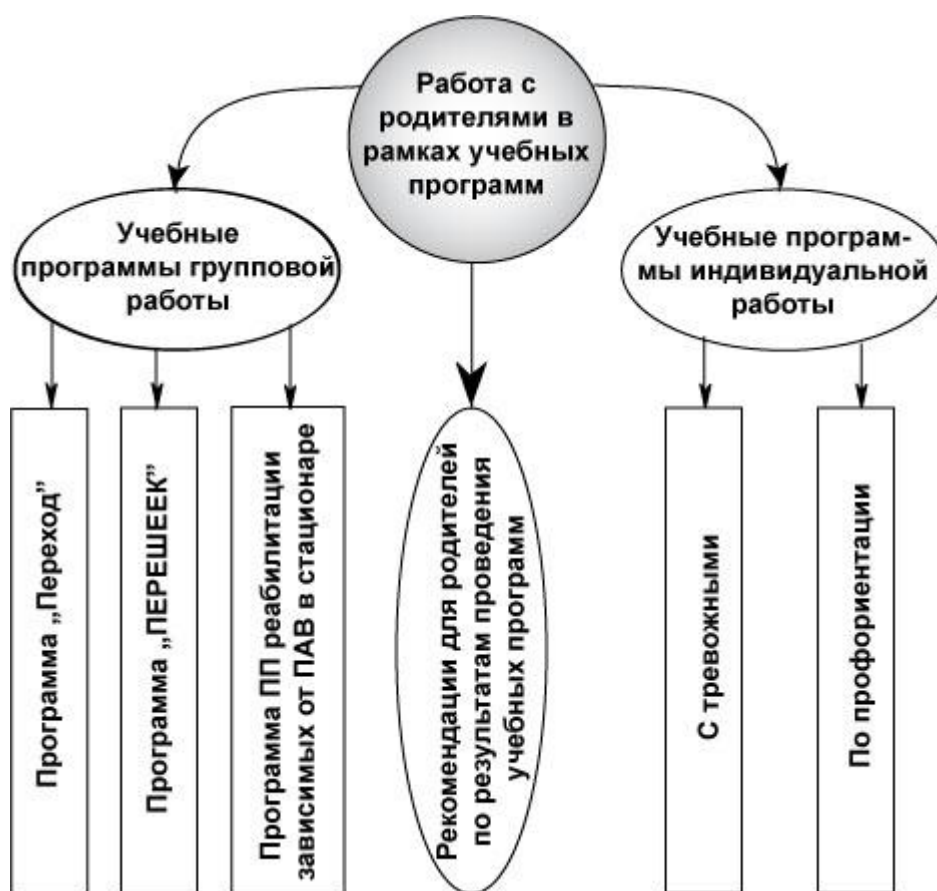 Работа с
родителями в
рамках учебных
программ
Учебные
программы групповой
работы
Учебные програм-
мы индивидуальной
работы
Программа „Переход”
Программа „ПЕРЕШЕЕК”
Программа ПП реабилитации
зависимых от ПАВ в стационаре
Рекомендации для родителей
по результатам проведения
учебных программ
С тревожными
По профориентации